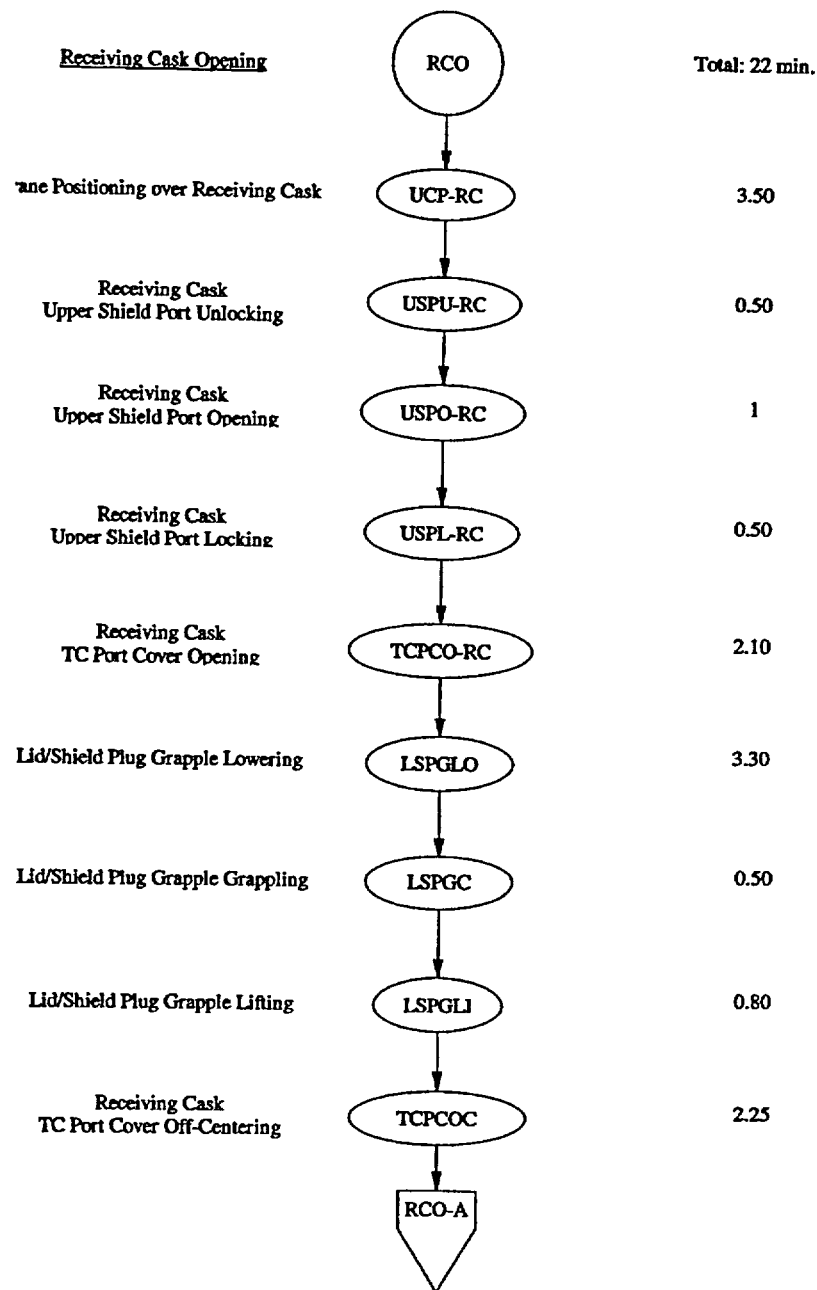 Receiving Cask Opening RCO Total: 22 min.
Positioning over Receiving Cask UCP-RC 3.50
Receiving Cask
Upper Shield Port Unlocking USPU-RC 0.50
Receiving Cask
Upper Shield Port Opening USPO-RC 1
Receiving Cask
Upper Shield Port Locking USPL-RC 0.50
Receiving Cask
TC Port Cover Opening TCPCO-RC 2.10
Lid/Shield Plug Grapple Lowering LSPGLO 3.30
Lid/Shield Plug Grapple Grappling LSPGC 0.50
Lid/Shield Plug Grapple Lifting LSPGLI 0.80
Receiving Cask
TC Port Cover Off-Centering TCPCOC 2.25
RCO-A